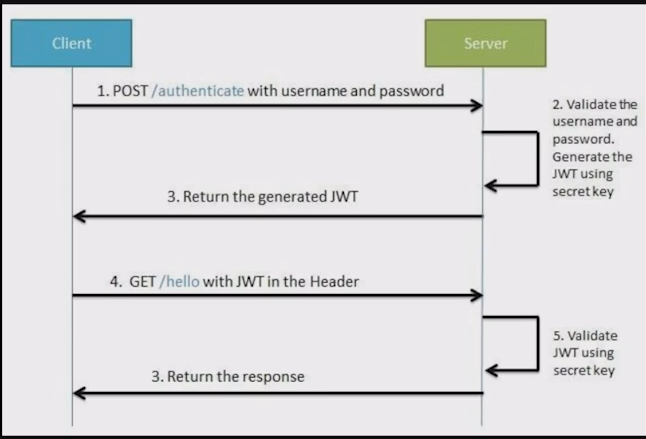 Client
Server
1. POST /authenticate with username and password
2. Validate the
username and
password.
Generate the
JWT using
secret key
3. Return the generated JWT
4. GET /hello with JWT in the Header
5. Validate
JWT using
secret key
3. Return the response